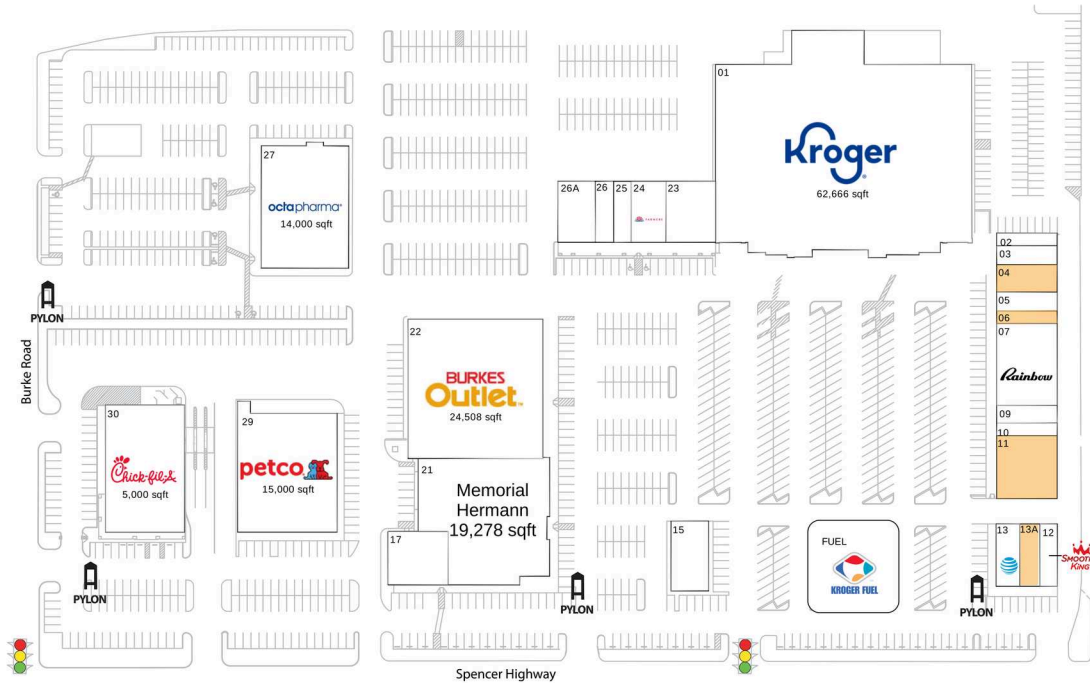 01
Kroger
62,666 sqft
27
octapharma
14,000 sqft
26A
26
25
24
23
02
03
04
05
06
07
Rainbow
09
10
11
PYLON
Burke Road
22
BURKES
Outlet
24,508 sqft
30
Chick-fil-A
5,000 sqft
29
petco
15,000 sqft
21
Memorial
Hermann
19,278 sqft
17
15
FUEL
KROGER FUEL
13
13A
12
AT&T
SMOOTH
KING
PYLON
PYLON
PYLON
Spencer Highway